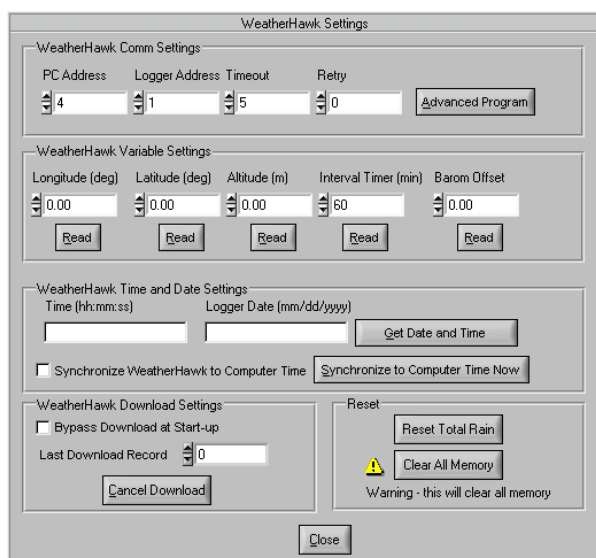 WeatherHawk Settings
WeatherHawk Comm Settings
PC Address Logger Address Timeout Retry
4 1 5 0 Advanced Program
WeatherHawk Variable Settings
Longitude (deg) Latitude (deg) Altitude (m) Interval Timer (min) Barom Offset
0.00 0.00 0.00 60 0.00
Read Read Read Read Read
WeatherHawk Time and Date Settings
Time (hh:mm:ss) Logger Date (mm/dd/yyyy)
Get Date and Time
Synchronize WeatherHawk to Computer Time Synchronize to Computer Time Now
WeatherHawk Download Settings
Bypass Download at Start-up
Last Download Record 0
Cancel Download
Reset
Reset Total Rain
Clear All Memory
Warning - this will clear all memory
Close